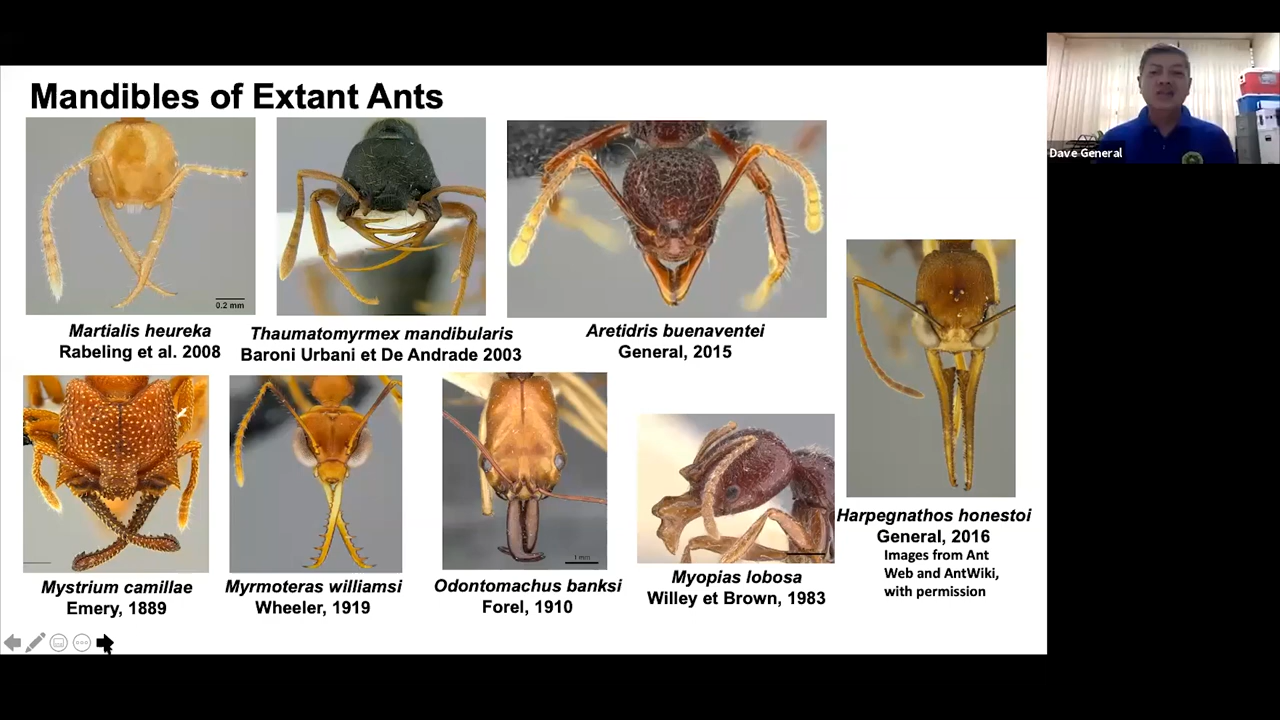 Mandibles of Extant Ants
Dave General
0.2 mm
Martialis heureka
Rabeling et al. 2008
Thaumatomyrmex mandibularis
Baroni Urbani et De Andrade 2003
Aretidris buenaventei
General, 2015
1 mm
Mystrium camillae
Emery, 1889
Myrmoteras williamsi
Wheeler, 1919
Odontomachus banksi
Forel, 1910
Myopias lobosa
Willey et Brown, 1983
Harpegnathos honestoi
General, 2016
Images from Ant
Web and AntWiki,
with permission